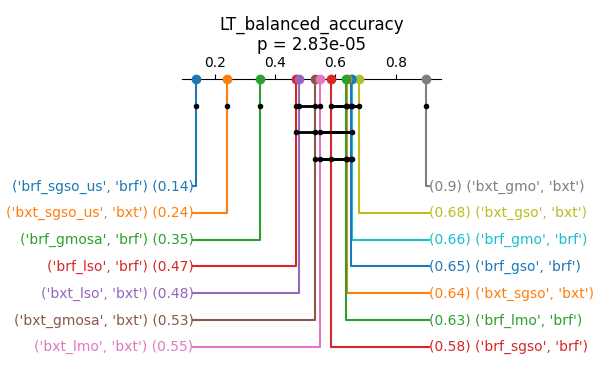 LT_balanced_accuracy
p = 2.83e-05
0.2 0.4 0.6 0.8
('brf_sgso_us', 'brf') (0.14) (0.9) ('bxt_gmo', 'bxt')
('bxt_sgso_us', 'bxt') (0.24) (0.68) ('bxt_gso', 'bxt')
('brf_gmosa', 'brf') (0.35) (0.66) ('brf_gmo', 'brf')
('brf_lso', 'brf') (0.47) (0.65) ('brf_gso', 'brf')
('bxt_lso', 'bxt') (0.48) (0.64) ('bxt_sgso', 'bxt')
('bxt_gmosa', 'bxt') (0.53) (0.63) ('brf_lmo', 'brf')
('bxt_lmo', 'bxt') (0.55) (0.58) ('brf_sgso', 'brf')